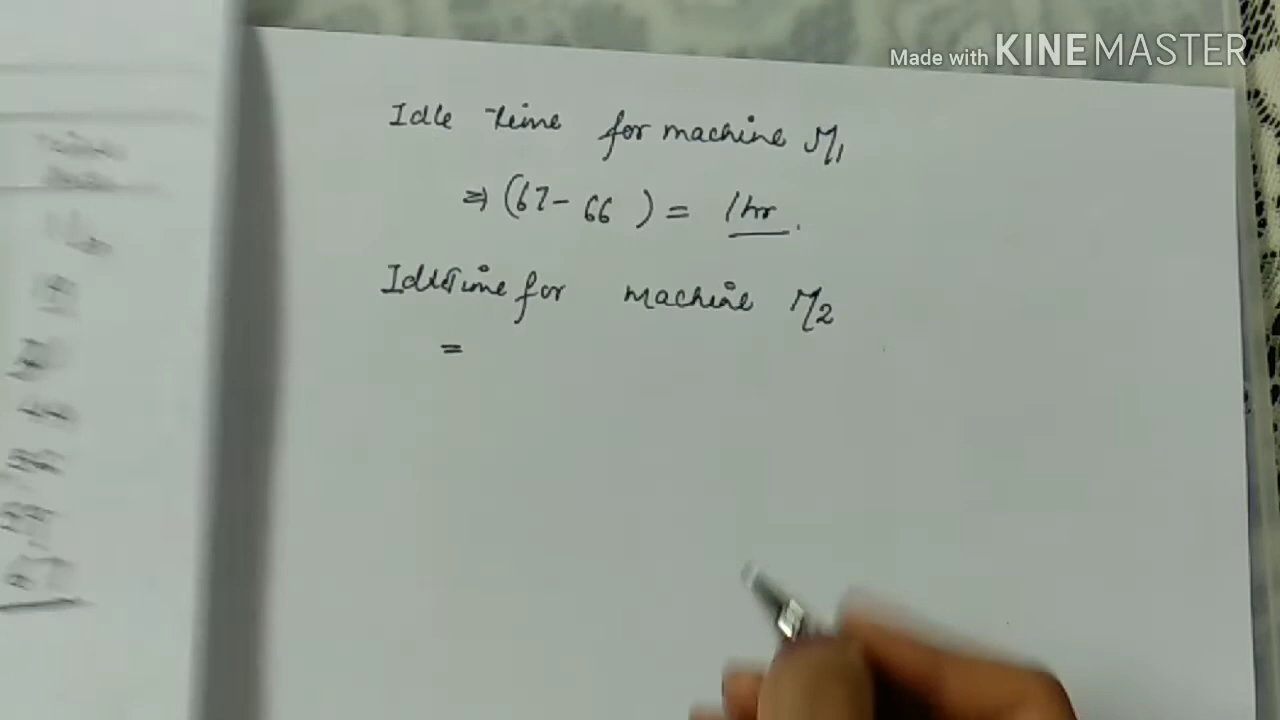 Made with KINEMASTER
Idle time for machine M1
⇒ (67- 66 ) = 1hr.
IdleTime for machine M2
=